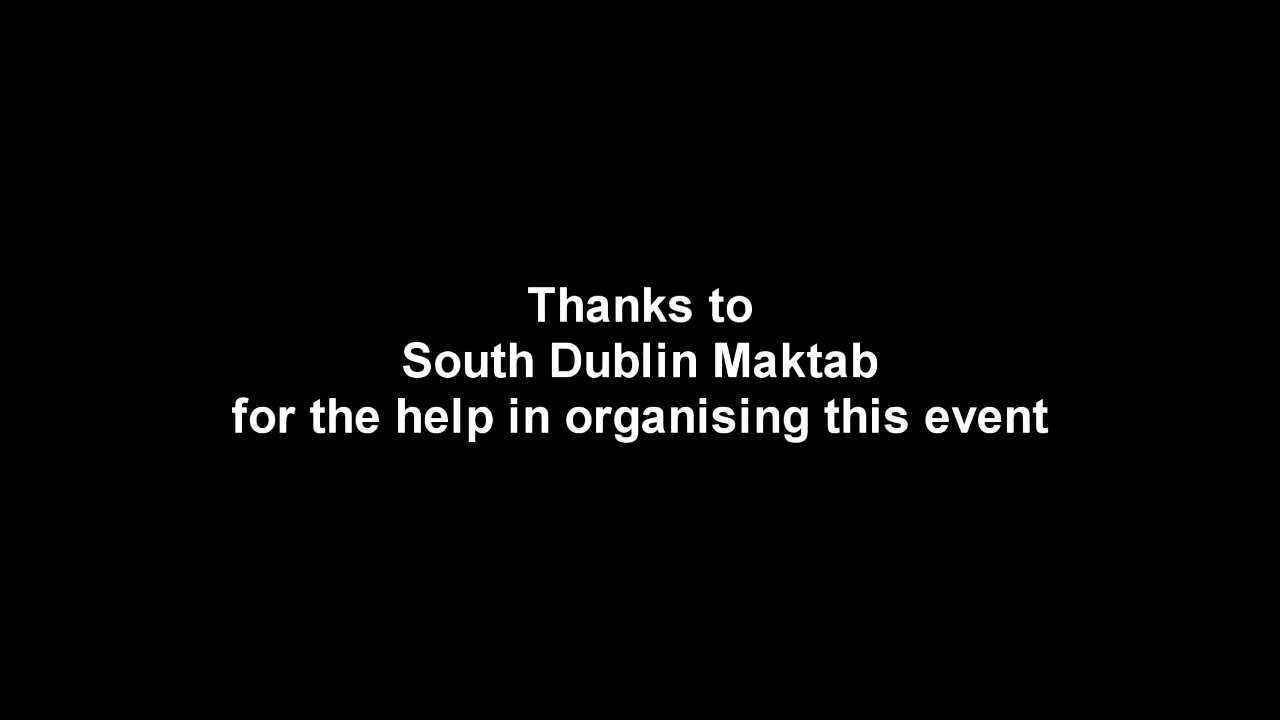 Thanks to
South Dublin Maktab
for the help in organising this event